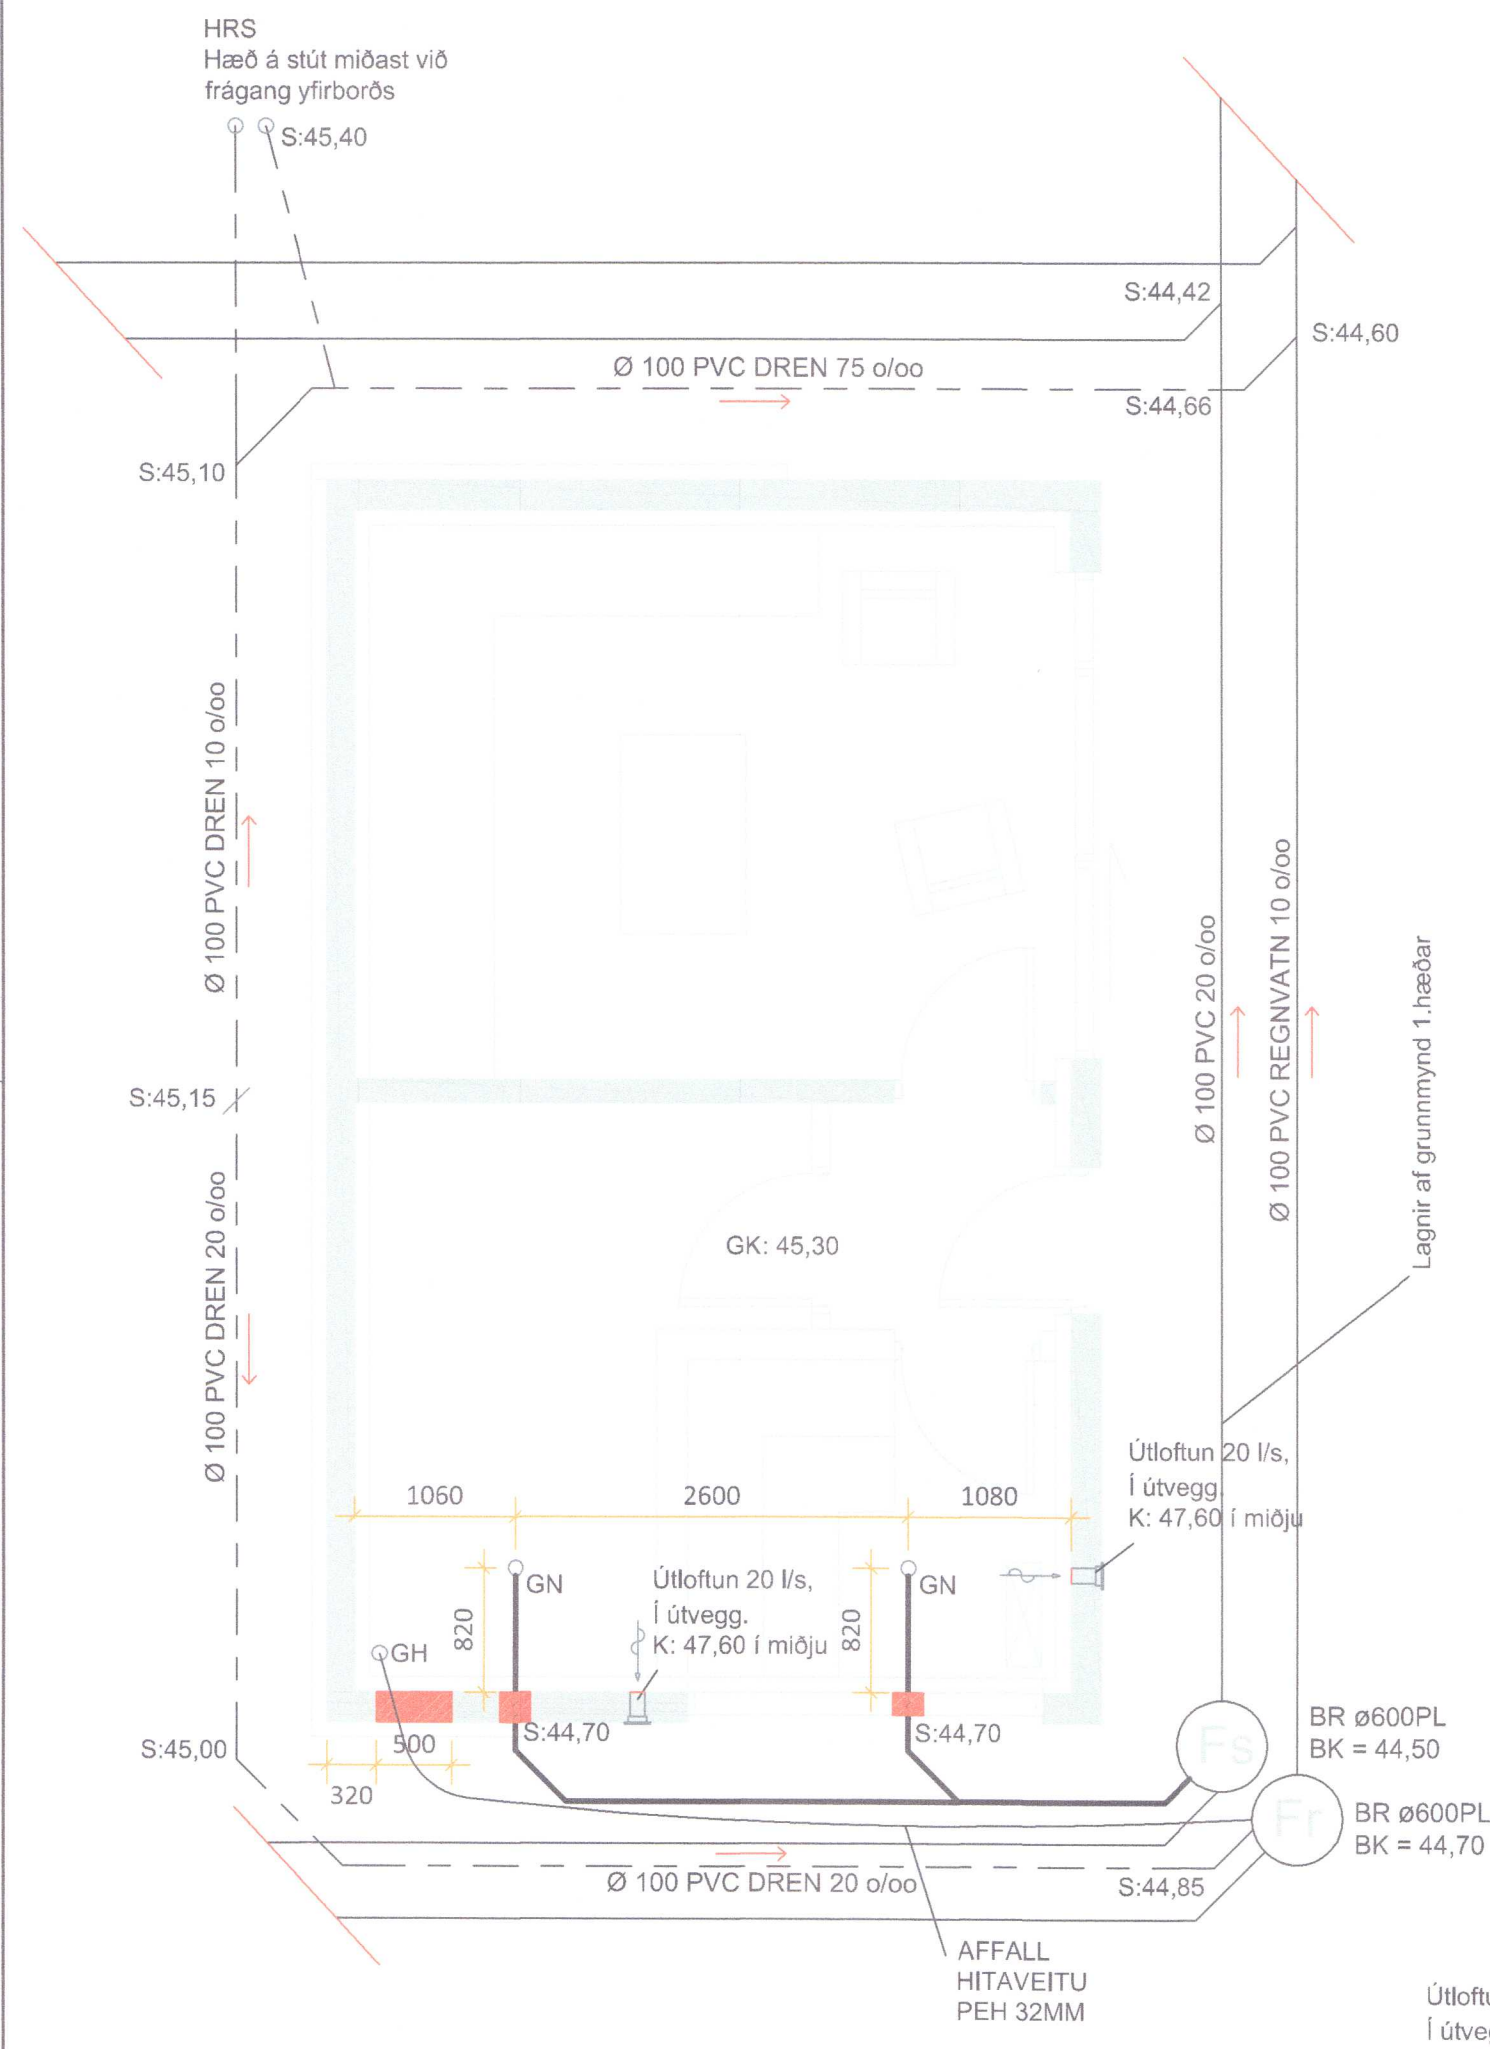 HRS
Hæð á stút miðast við
frágang yfirborðs
S:45,40
S:44,42
S:44,60
Ø 100 PVC DREN 75 o/oo
S:44,66
S:45,10
Ø 100 PVC DREN 10 o/oo
Ø 100 PVC 20 o/oo
Ø 100 PVC REGNVATN 10 o/oo
Lagnir af grunnmynd 1.hæðar
S:45,15
Ø 100 PVC DREN 20 o/oo
GK: 45,30
Útloftun 20 l/s,
Í útvegg.
K: 47,60 í miðju
1060
2600
1080
GN
GN
820
820
Útloftun 20 l/s,
Í útvegg.
K: 47,60 í miðju
GH
S:44,70
S:44,70
500
320
S:45,00
Fs
BR ø600PL
BK = 44,50
Fr
BR ø600PL
BK = 44,70
Ø 100 PVC DREN 20 o/oo
S:44,85
AFFALL
HITAVEITU
PEH 32MM
Útloftu
Í útveg